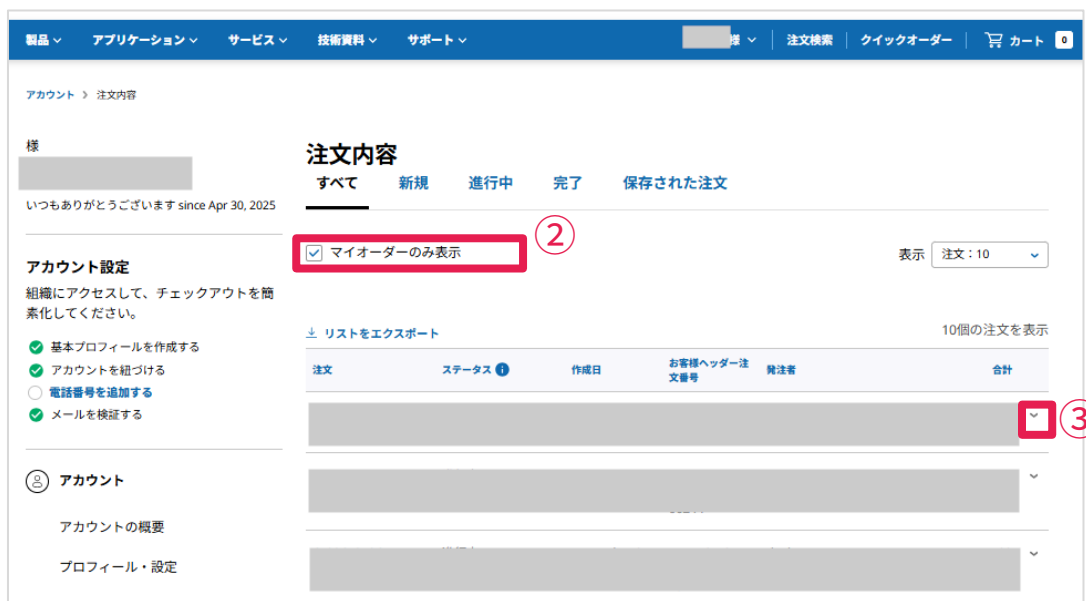 製品 アプリケーション サービス 技術資料 サポート 様 注文検索 クイックオーダー カート 0
アカウント 注文内容
様
いつもありがとうございます since Apr 30, 2025
アカウント設定
組織にアクセスして、チェックアウトを簡
素化してください。
基本プロフィールを作成する
アカウントを紐づける
電話番号を追加する
メールを検証する
アカウント
アカウントの概要
プロフィール・設定
注文内容
すべて 新規 進行中 完了 保存された注文
マイオーダーのみ表示 ②
表示 注文：10
リストをエクスポート 10個の注文を表示
注文 ステータス 作成日 お客様ヘッダー注 発注者 合計
文番号
③